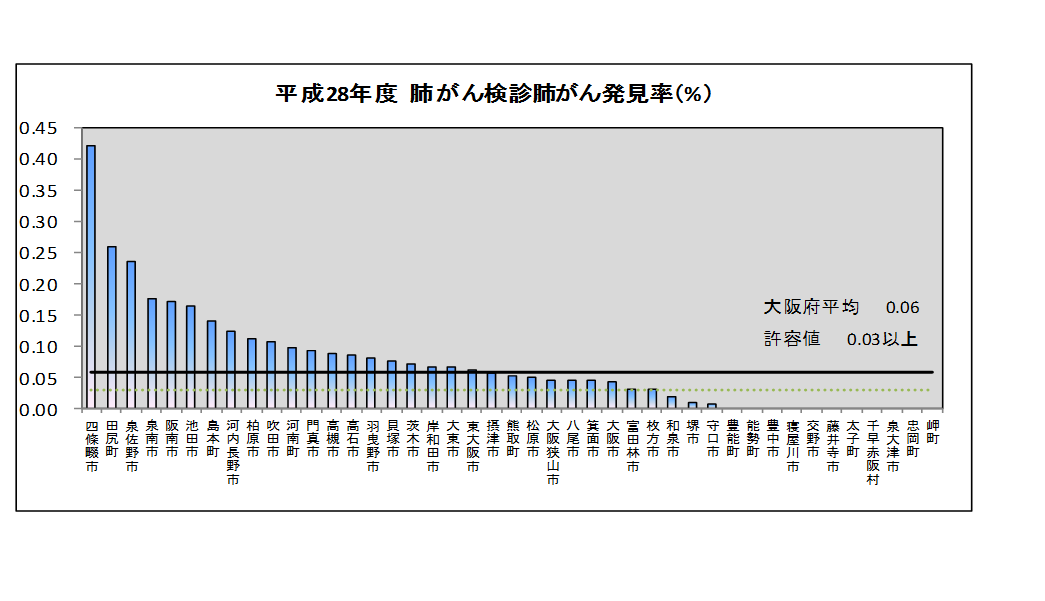 平成28年度 肺がん検診肺がん発見率(%)
0.45
0.40
0.35
0.30
0.25
0.20
0.15
0.10
0.05
0.00
大阪府平均 0.06
許容値 0.03以上
四條畷市
田尻町
泉佐野市
泉南市
阪南市
池田市
島本町
河内長野市
柏原市
吹田市
河南町
門真市
高槻市
高石市
羽曳野市
貝塚市
茨木市
岸和田市
大東市
東大阪市
摂津市
熊取町
松原市
大阪狭山市
八尾市
箕面市
大阪市
富田林市
枚方市
和泉市
堺市
守口市
豊能町
能勢町
豊中市
寝屋川市
交野市
藤井寺市
太子町
千早赤阪村
泉大津市
忠岡町
岬町